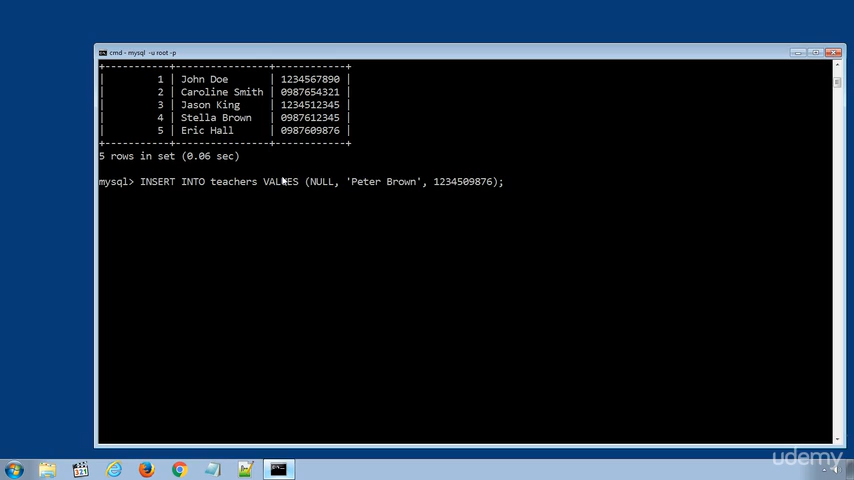 cmd - mysql -u root -p
+-----------+----------------+------------+
| 1 | John Doe | 1234567890 |
| 2 | Caroline Smith | 0987654321 |
| 3 | Jason King | 1234512345 |
| 4 | Stella Brown | 0987612345 |
| 5 | Eric Hall | 0987609876 |
+-----------+----------------+------------+
5 rows in set (0.06 sec)
mysql> INSERT INTO teachers VALUES (NULL, 'Peter Brown', 1234509876);
321
udemy